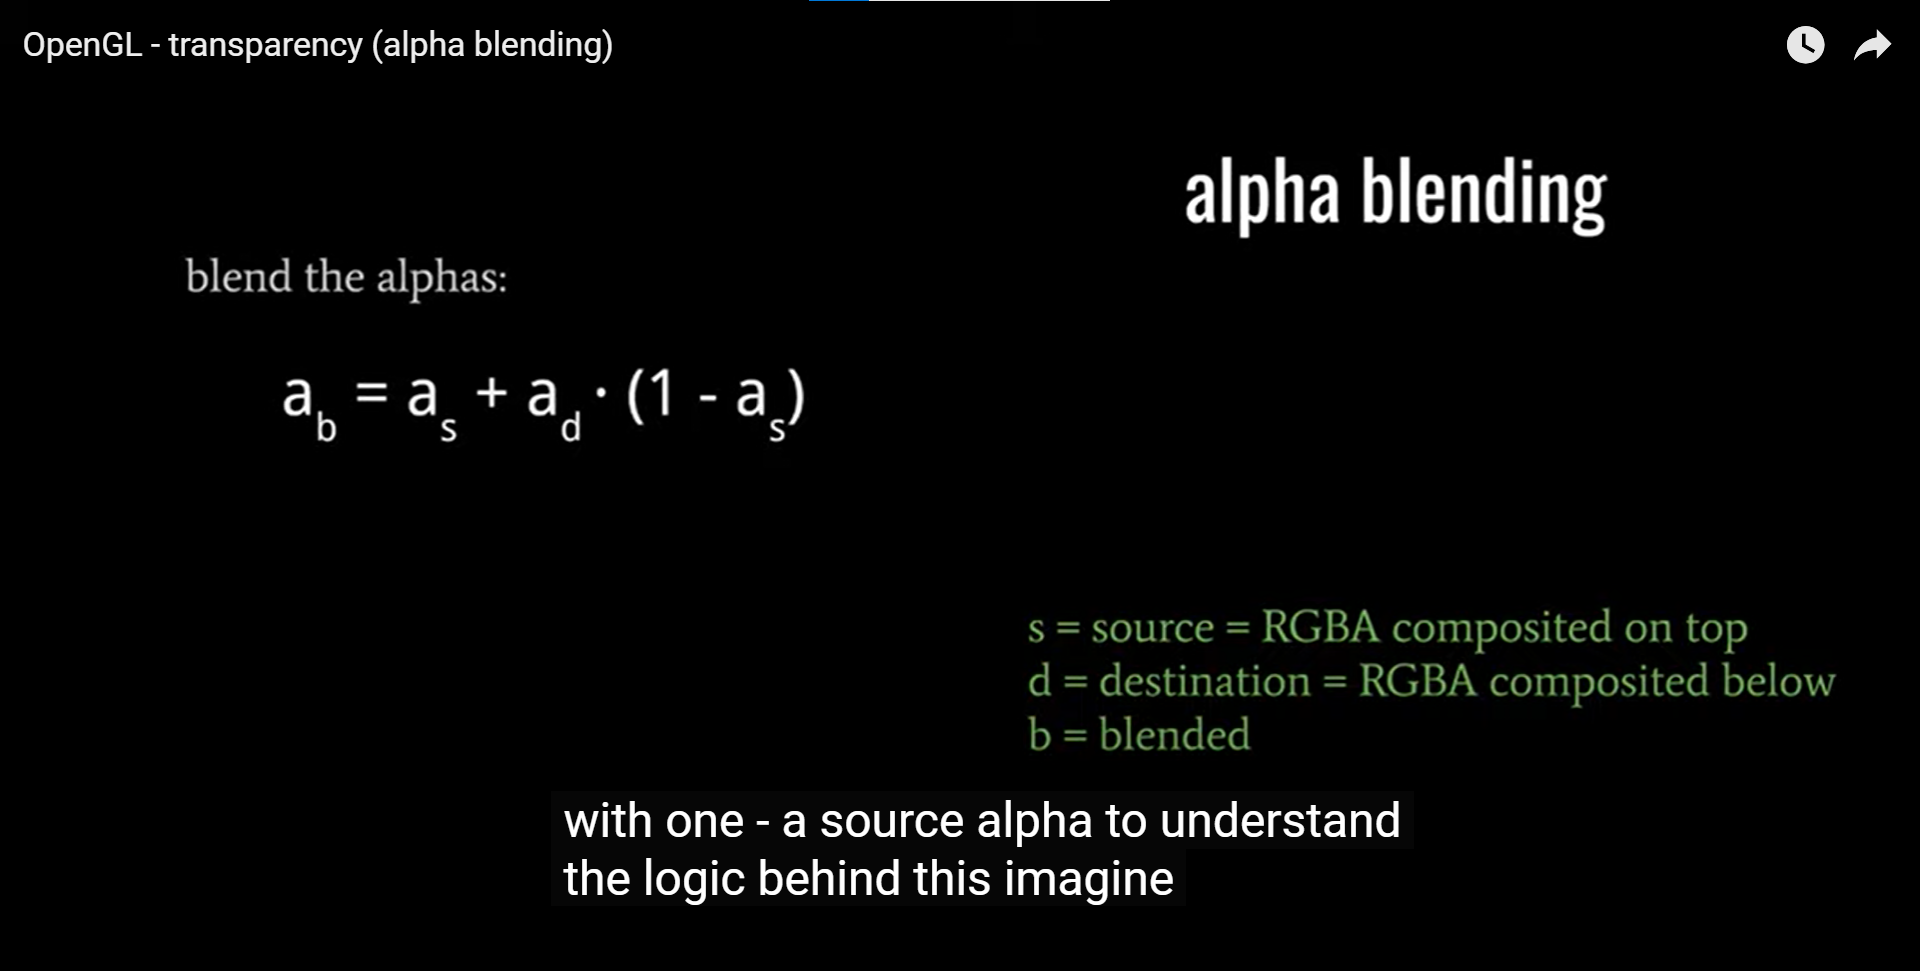 OpenGL - transparency (alpha blending)
alpha blending
blend the alphas:
a_b = a_s + a_d · (1 - a_s)
s = source = RGBA composited on top
d = destination = RGBA composited below
b = blended
with one - a source alpha to understand
the logic behind this imagine